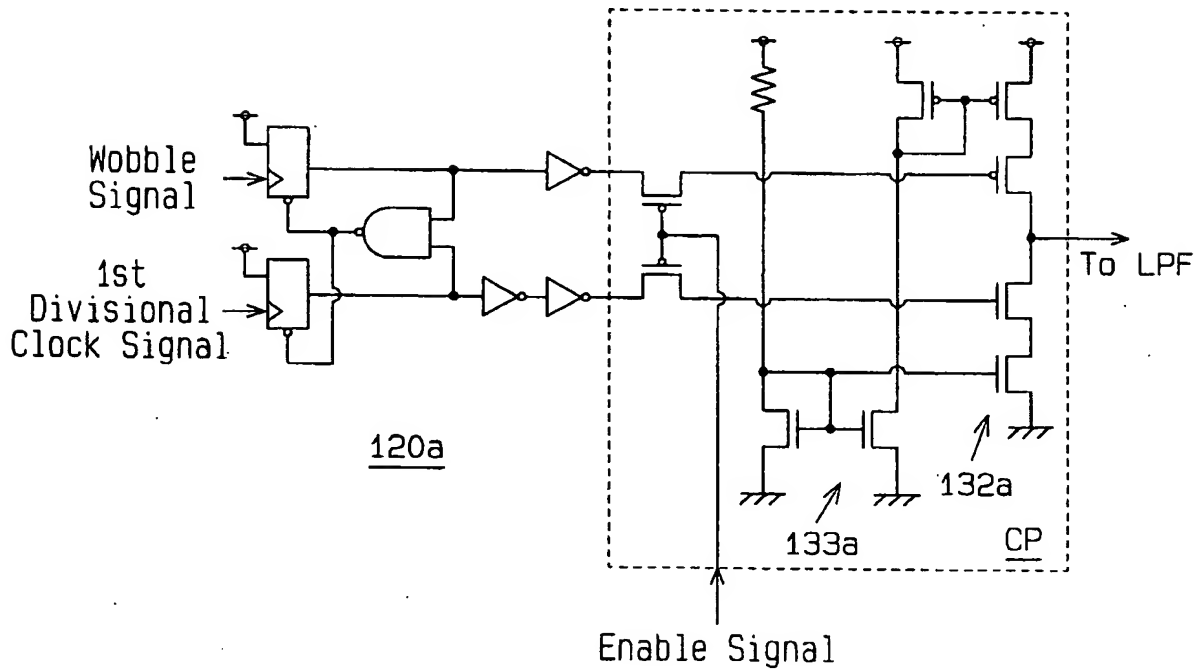 Wobble
Signal
1st
Divisional
Clock Signal
To LPF
120a
132a
133a
CP
Enable Signal